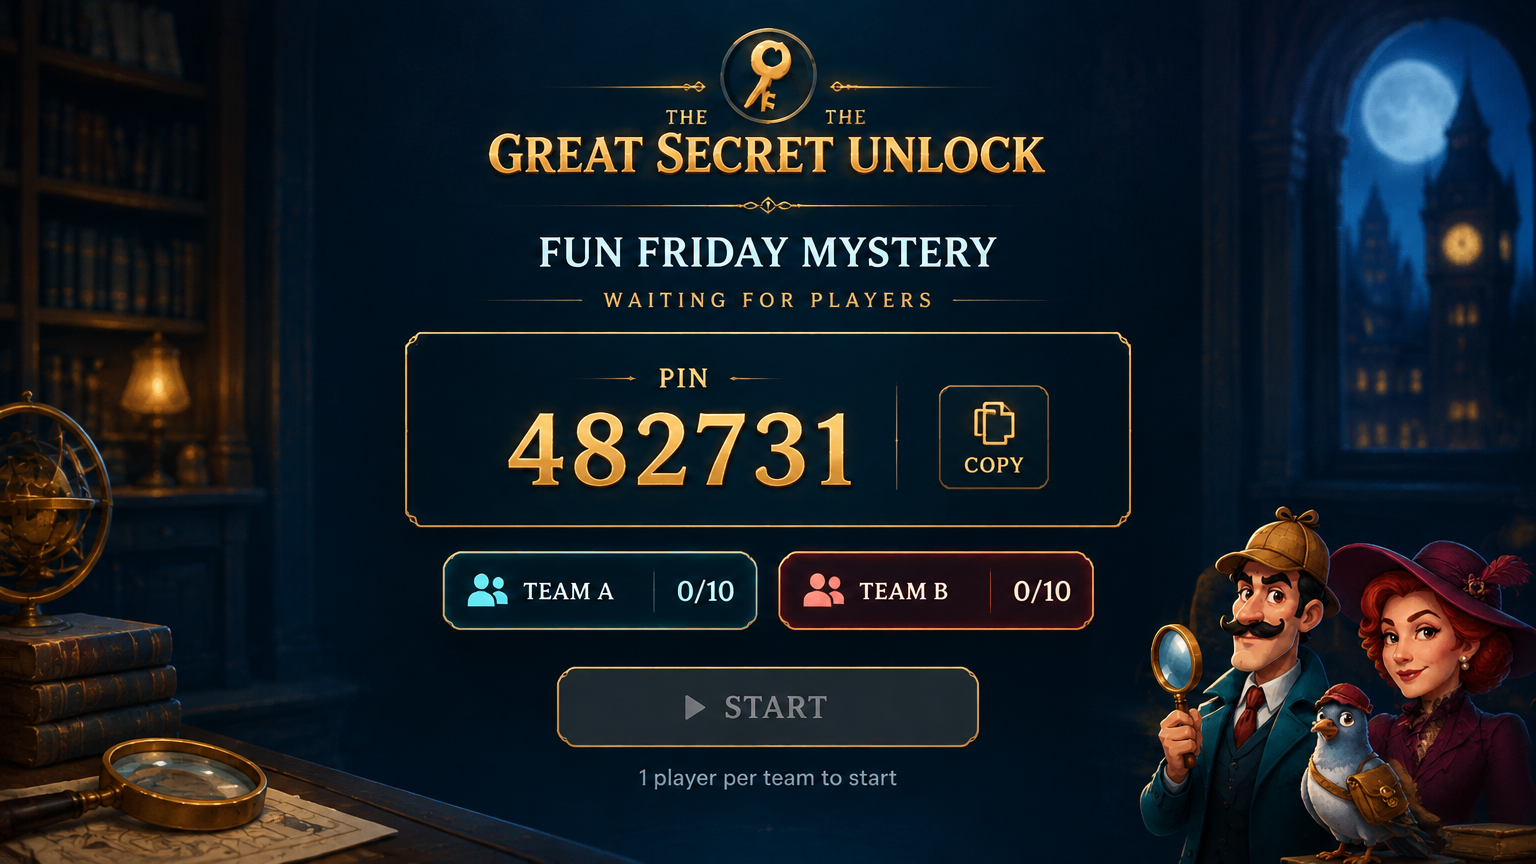 THE THE
GREAT SECRET UNLOCK
FUN FRIDAY MYSTERY
WAITING FOR PLAYERS
PIN
482731
COPY
TEAM A 0/10
TEAM B 0/10
START
1 player per team to start